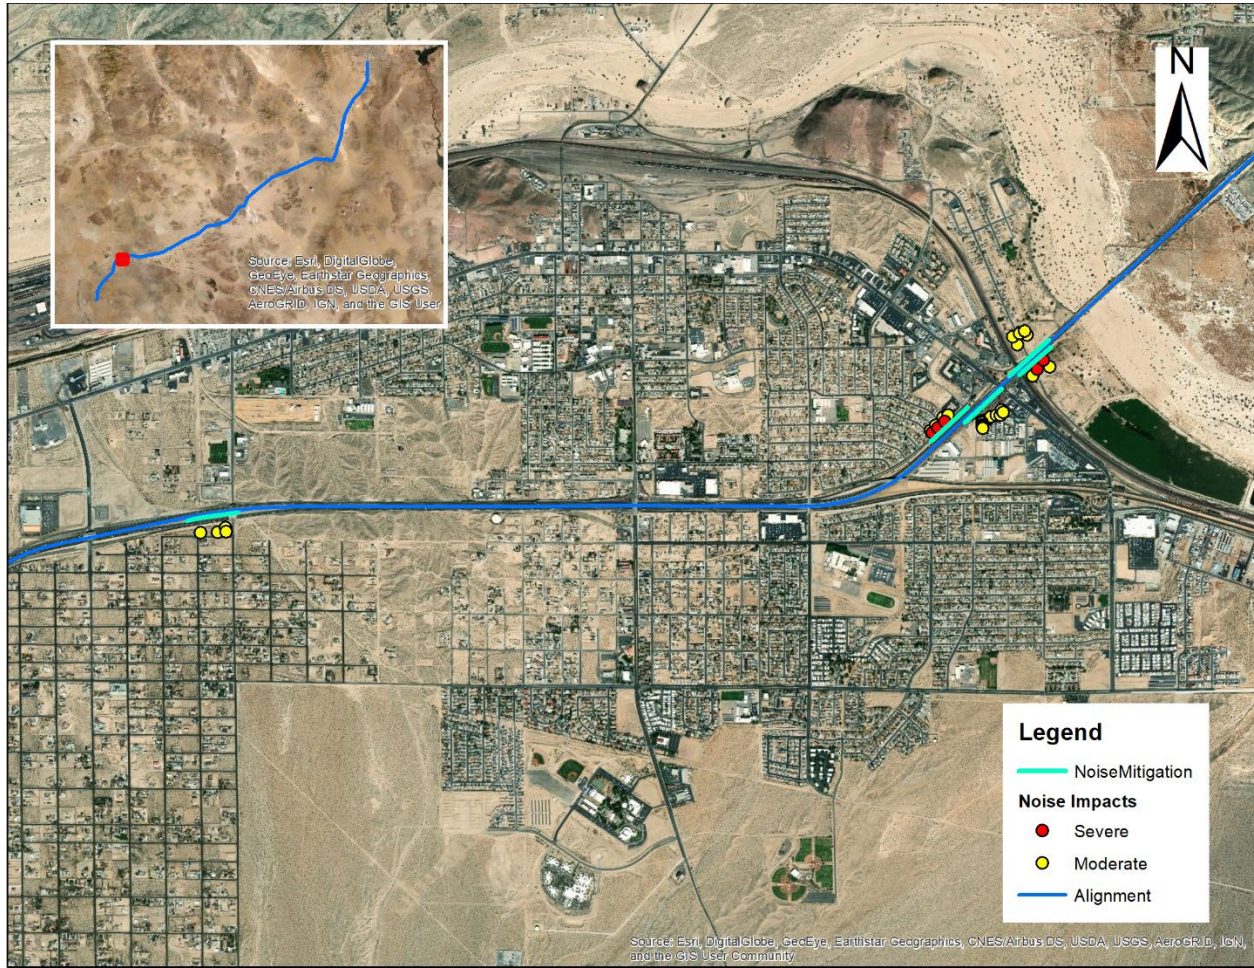 Source: Esri, DigitalGlobe,
GeoEye, Earthstar Geographics,
CNES/Airbus DS, USDA, USGS,
AeroGRID, IGN, and the GIS User
N
Legend
NoiseMitigation
Noise Impacts
Severe
Moderate
Alignment
Source: Esri, DigitalGlobe, GeoEye, Earthstar Geographics, CNES/Airbus DS, USDA, USGS, AeroGRID, IGN,
and the GIS User Community